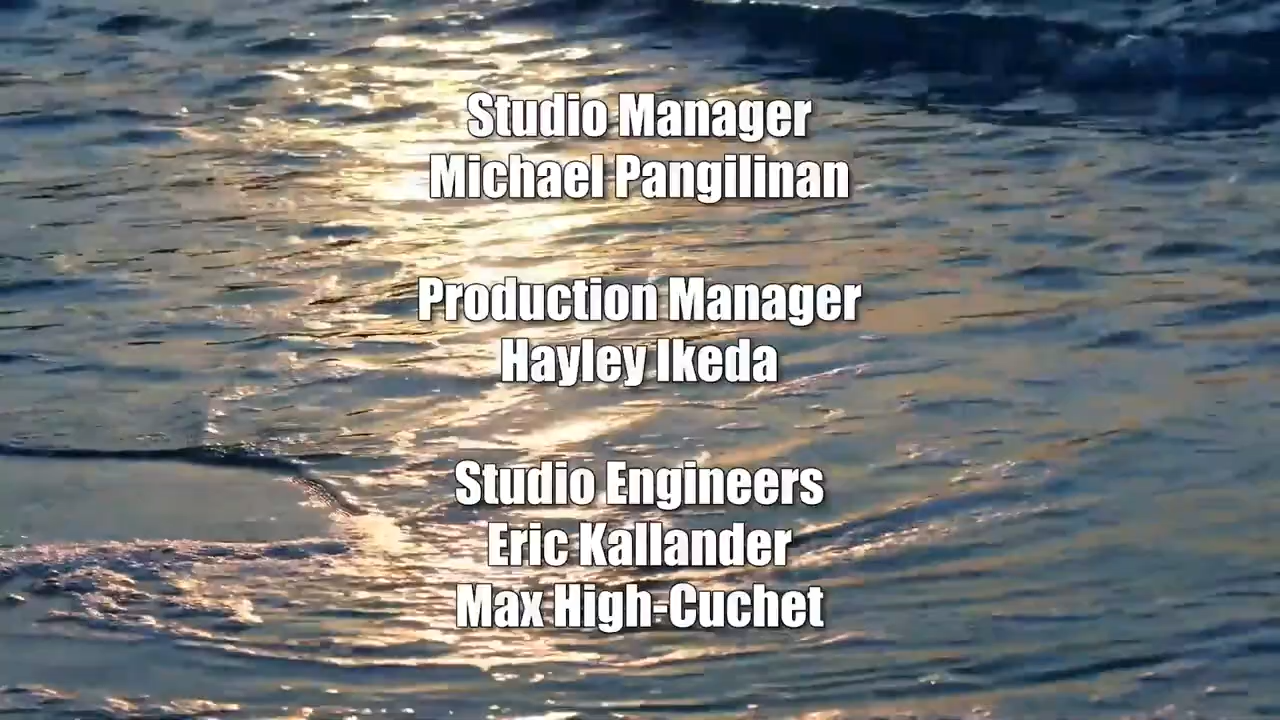 Studio Manager
Michael Pangilinan
Production Manager
Hayley Ikeda
Studio Engineers
Eric Kallander
Max High-Cuchet